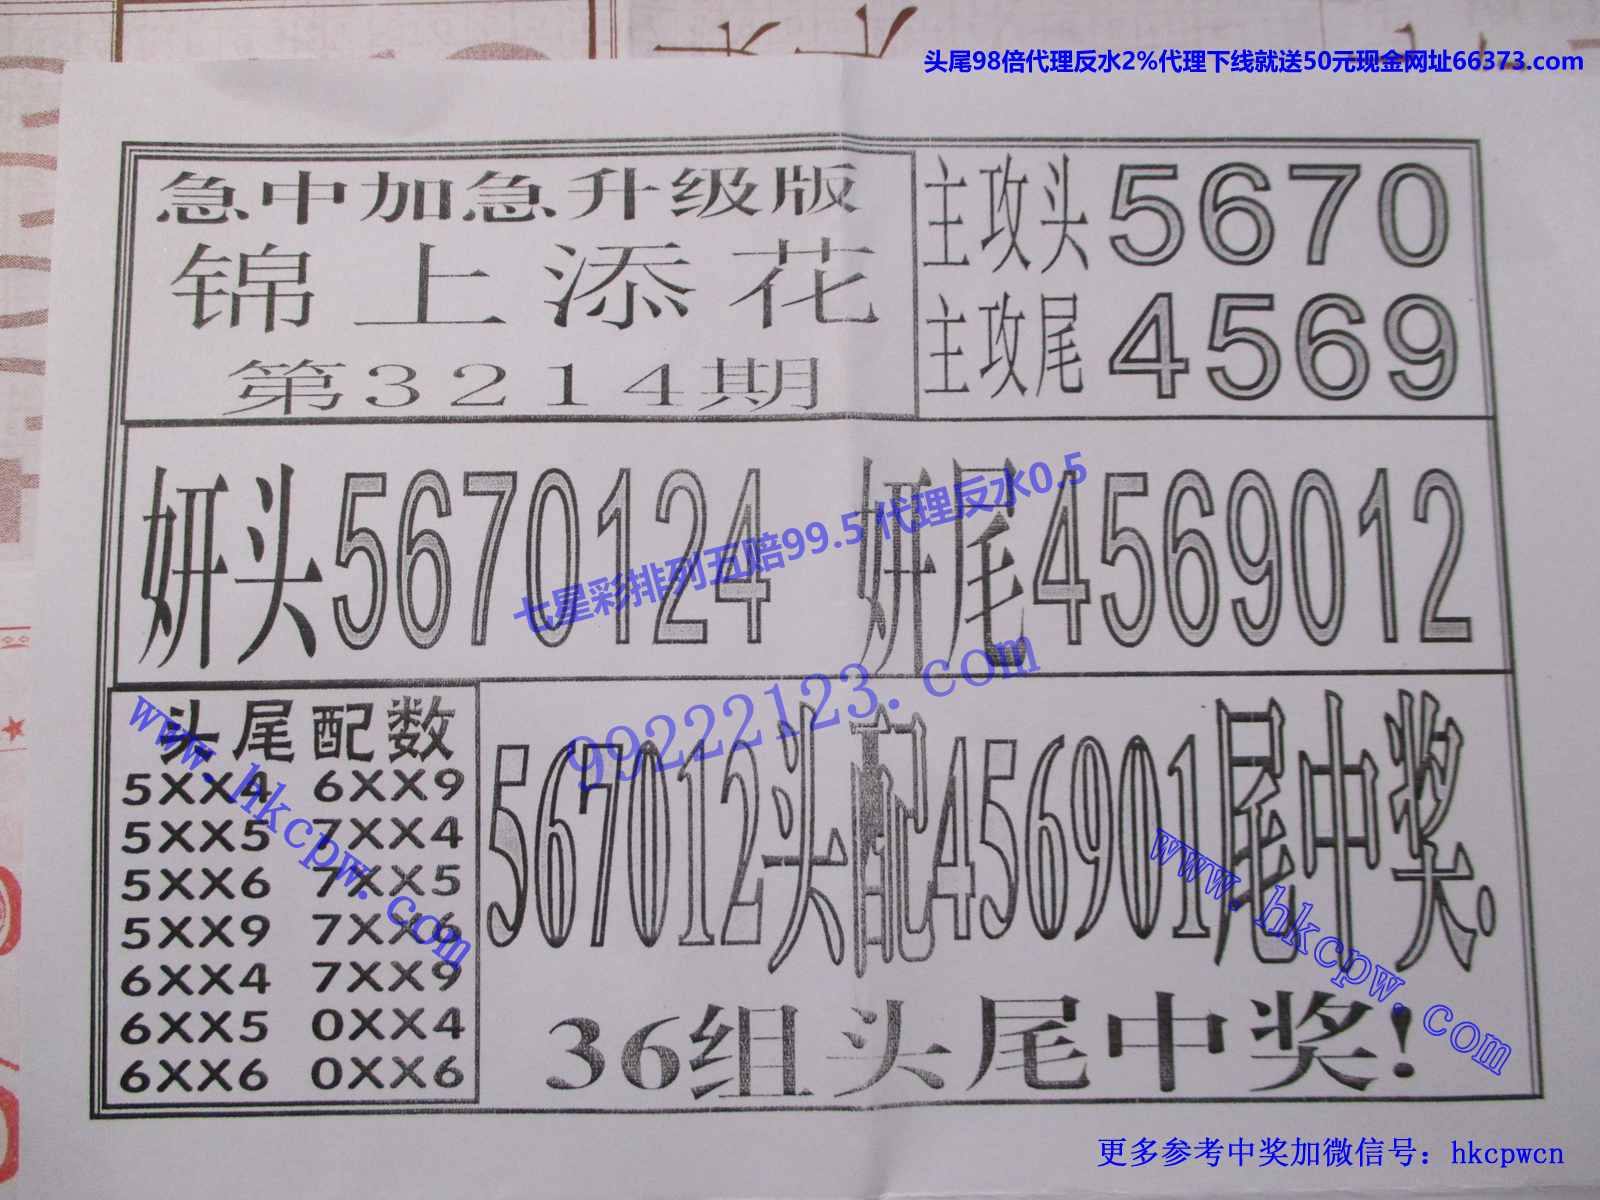 头尾98倍代理反水2%代理下线就送50元现金网址66373.com
急中加急升级版
锦上添花
第3214期
主攻头5670
主攻尾4569
妍头5670124
妍尾4569012
七星彩排列五赔99.5 代理反水0.5
99222123.com
头尾配数
5XX4 6XX9
5XX5 7XX4
5XX6 7XX5
5XX9 7XX6
6XX4 7XX9
6XX5 0XX4
6XX6 0XX6
www.hkcpw.com
567012头配456901尾中奖.
www.hkcpw.com
36组头尾中奖!
更多参考中奖加微信号：hkcpwcn